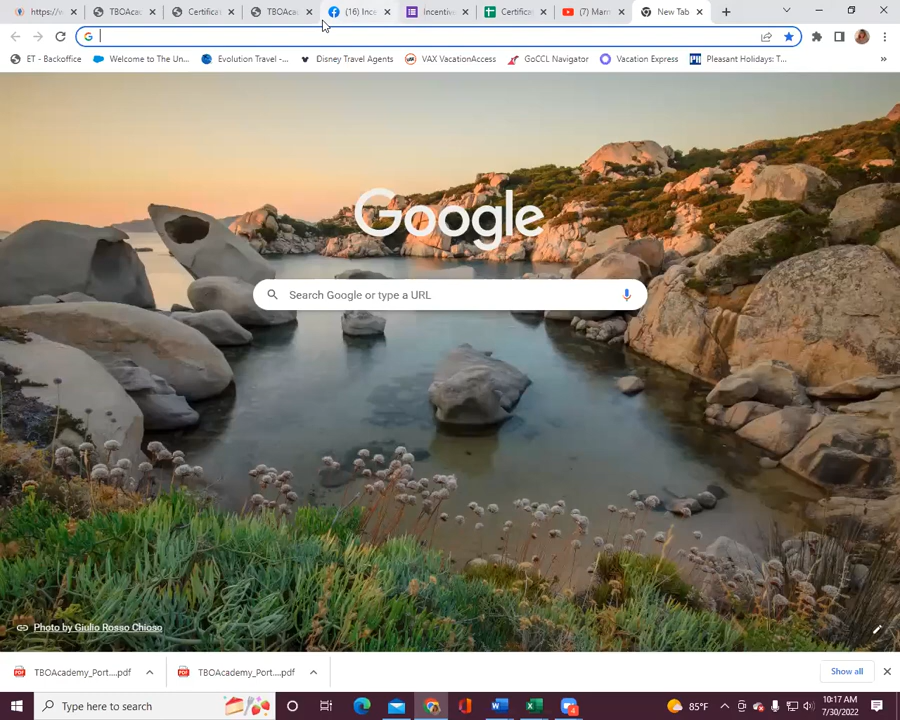 https://w
TBOAcad
Certifica
TBOAca
(16) Ince
Incentiv
Certifica
(7) Marr
New Tab
ET - Backoffice
Welcome to The Un...
Evolution Travel -...
Disney Travel Agents
VAX VacationAccess
GoCCL Navigator
Vacation Express
Pleasant Holidays: T...
»
Google
Search Google or type a URL
Photo by Giulio Rosso Chioso
TBOAcademy_Port....pdf
TBOAcademy_Port....pdf
Show all
Type here to search
85°F
10:17 AM
7/30/2022